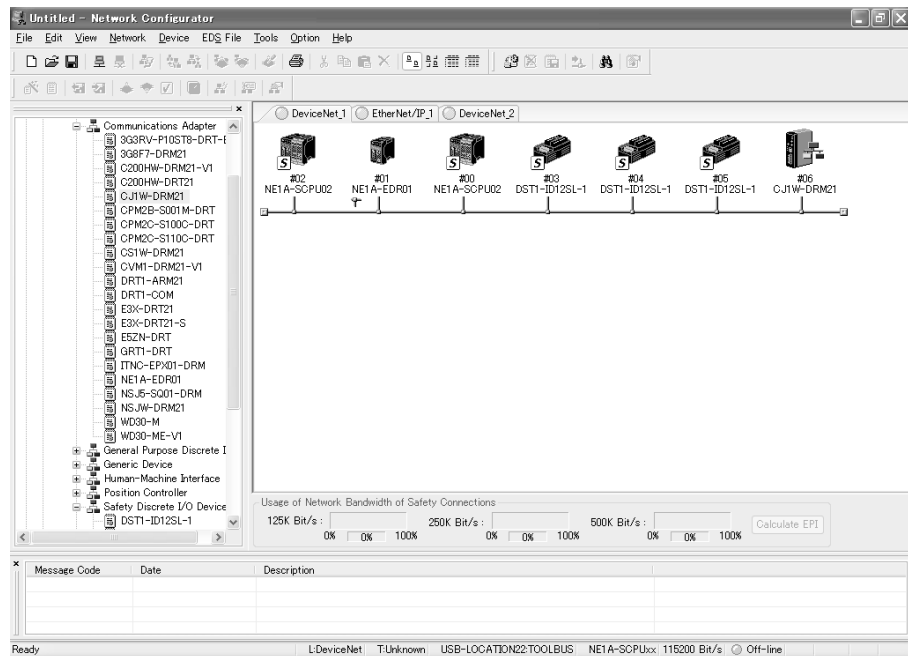 Untitled - Network Configurator
File Edit View Network Device EDS File Tools Option Help
DeviceNet_1 EtherNet/IP_1 DeviceNet_2
Communications Adapter
3G3RV-P10ST8-DRT-E
3G8F7-DRM21
C200HW-DRM21-V1
C200HW-DRT21
CJ1W-DRM21
CPM2B-S001M-DRT
CPM2C-S100C-DRT
CPM2C-S110C-DRT
CS1W-DRM21
CVM1-DRM21-V1
DRT1-ARM21
DRT1-COM
E3X-DRT21
E3X-DRT21-S
E5ZN-DRT
GRT1-DRT
ITNC-EPX01-DRM
NE1A-EDR01
NSJ5-SQ01-DRM
NSJW-DRM21
WD30-M
WD30-ME-V1
General Purpose Discrete I
Generic Device
Human-Machine Interface
Position Controller
Safety Discrete I/O Device
DST1-ID12SL-1
S S S S S
#02 #01 #00 #03 #04 #05 #06
NE1A-SCPU02 NE1A-EDR01 NE1A-SCPU02 DST1-ID12SL-1 DST1-ID12SL-1 DST1-ID12SL-1 CJ1W-DRM21
Usage of Network Bandwidth of Safety Connections
125K Bit/s : 250K Bit/s : 500K Bit/s : Calculate EPI
0% 0% 100% 0% 0% 100% 0% 0% 100%
Message Code Date Description
Ready L:DeviceNet T:Unknown USB-LOCATION22:TOOLBUS NE1A-SCPUxx 115200 Bit/s Off-line